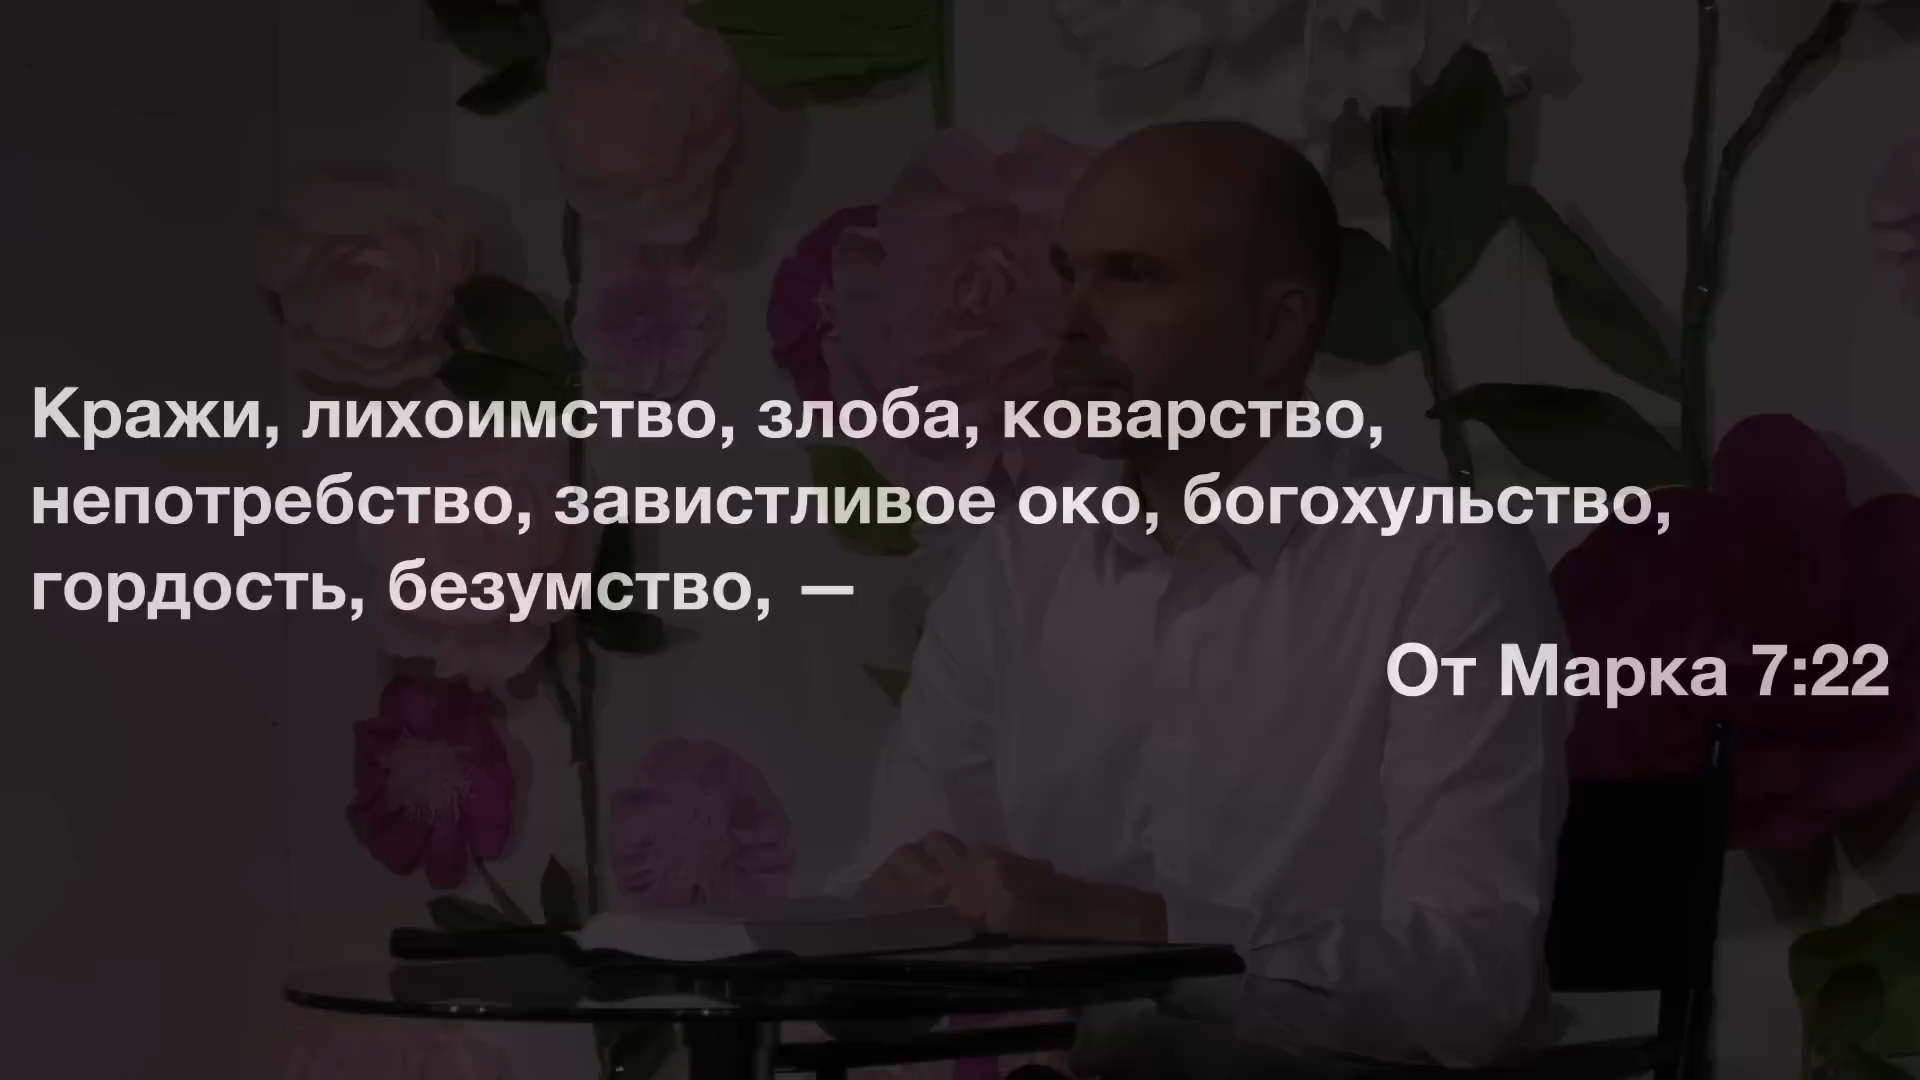 Кражи, лихоимство, злоба, коварство,
непотребство, завистливое око, богохульство,
гордость, безумство, —
От Марка 7:22